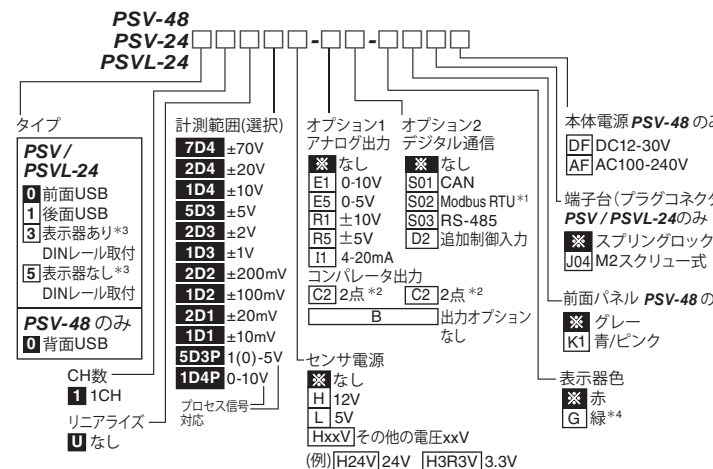 PSV-48
PSV-24□□□□□-□□-□□□□
PSVL-24
タイプ
PSV /
PSVL-24
0 前面USB
1 後面USB
3 表示器あり*3
DINレール取付
5 表示器なし*3
DINレール取付
PSV-48 のみ
0 背面USB
CH数
1 1CH
リニアライズ
U なし
計測範囲(選択)
7D4 ±70V
2D4 ±20V
1D4 ±10V
5D3 ±5V
2D3 ±2V
1D3 ±1V
2D2 ±200mV
1D2 ±100mV
2D1 ±20mV
1D1 ±10mV
5D3P 1(0)-5V
1D4P 0-10V
プロセス信号
対応
オプション1
アナログ出力
※ なし
E1 0-10V
E5 0-5V
R1 ±10V
R5 ±5V
I1 4-20mA
コンパレータ出力
C2 2点 *2
C2 2点 *2
B 出力オプション
なし
オプション2
デジタル通信
※ なし
S01 CAN
S02 Modbus RTU*1
S03 RS-485
D2 追加制御入力
センサ電源
※ なし
H 12V
L 5V
HxxV その他の電圧xxV
(例) H24V 24V H3R3V 3.3V
本体電源 PSV-48 のみ
DF DC12-30V
AF AC100-240V
端子台(プラグコネクタ
PSV / PSVL-24のみ
※ スプリングロック
J04 M2スクリュー式
前面パネル PSV-48 の
※ グレー
K1 青/ピンク
表示器色
※ 赤
G 緑*4